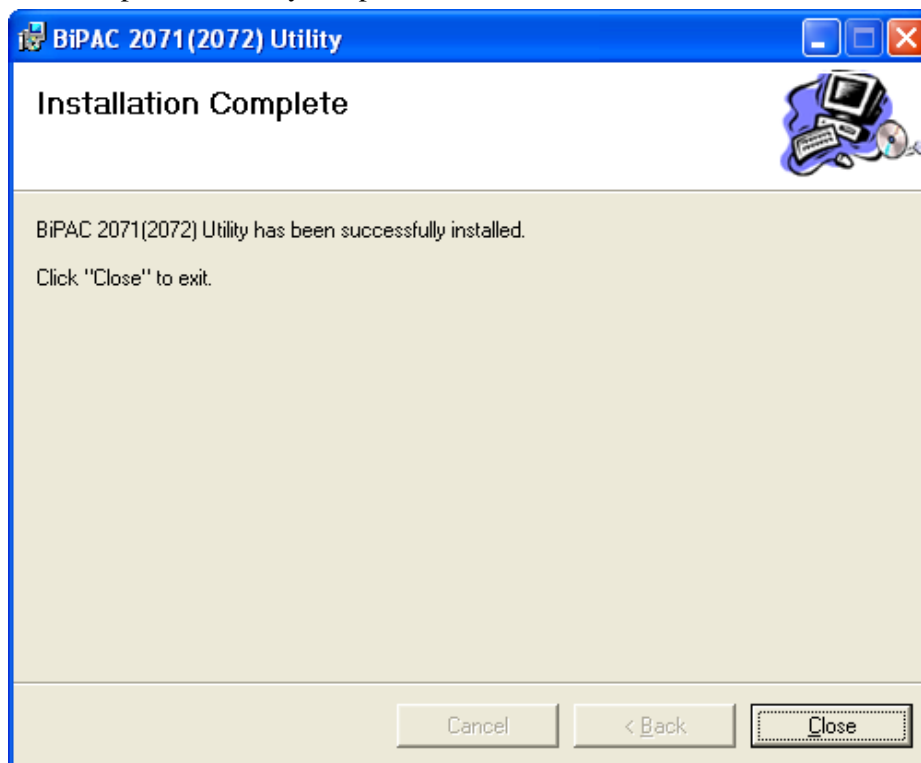 BiPAC 2071(2072) Utility
Installation Complete
BiPAC 2071(2072) Utility has been successfully installed.
Click "Close" to exit.
Cancel < Back Close